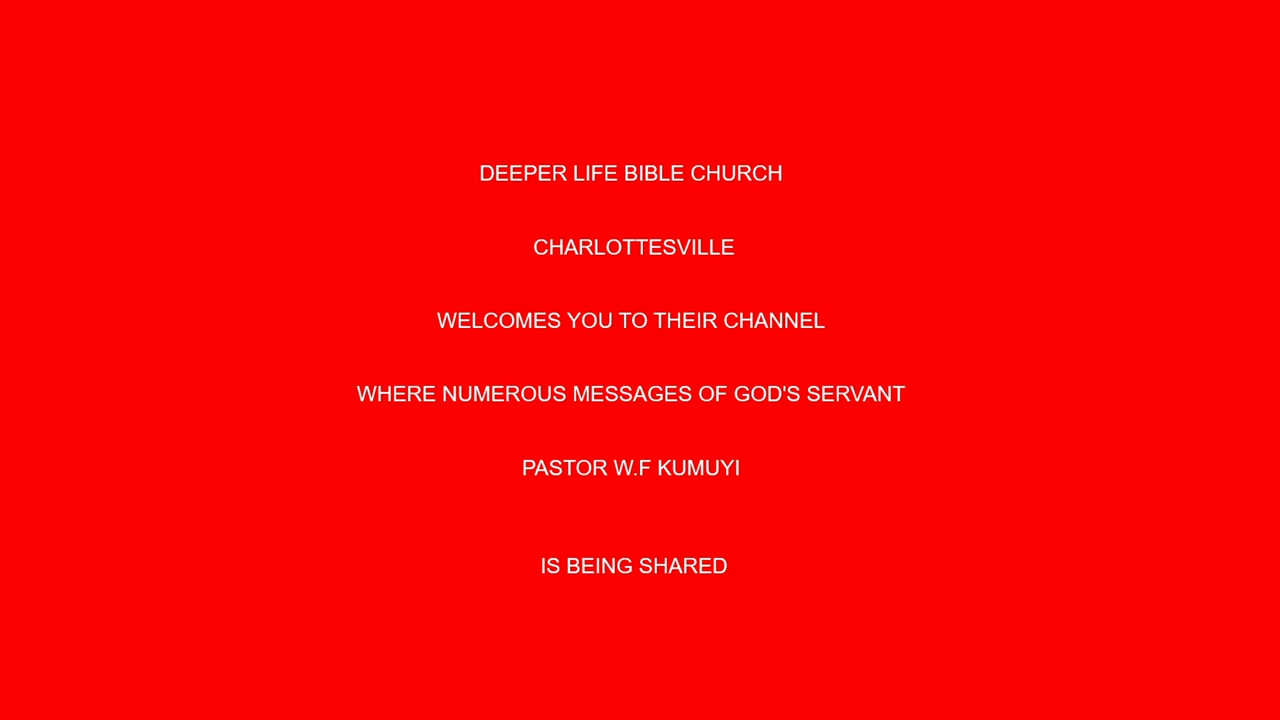 DEEPER LIFE BIBLE CHURCH
CHARLOTTESVILLE
WELCOMES YOU TO THEIR CHANNEL
WHERE NUMEROUS MESSAGES OF GOD'S SERVANT
PASTOR W.F KUMUYI
IS BEING SHARED